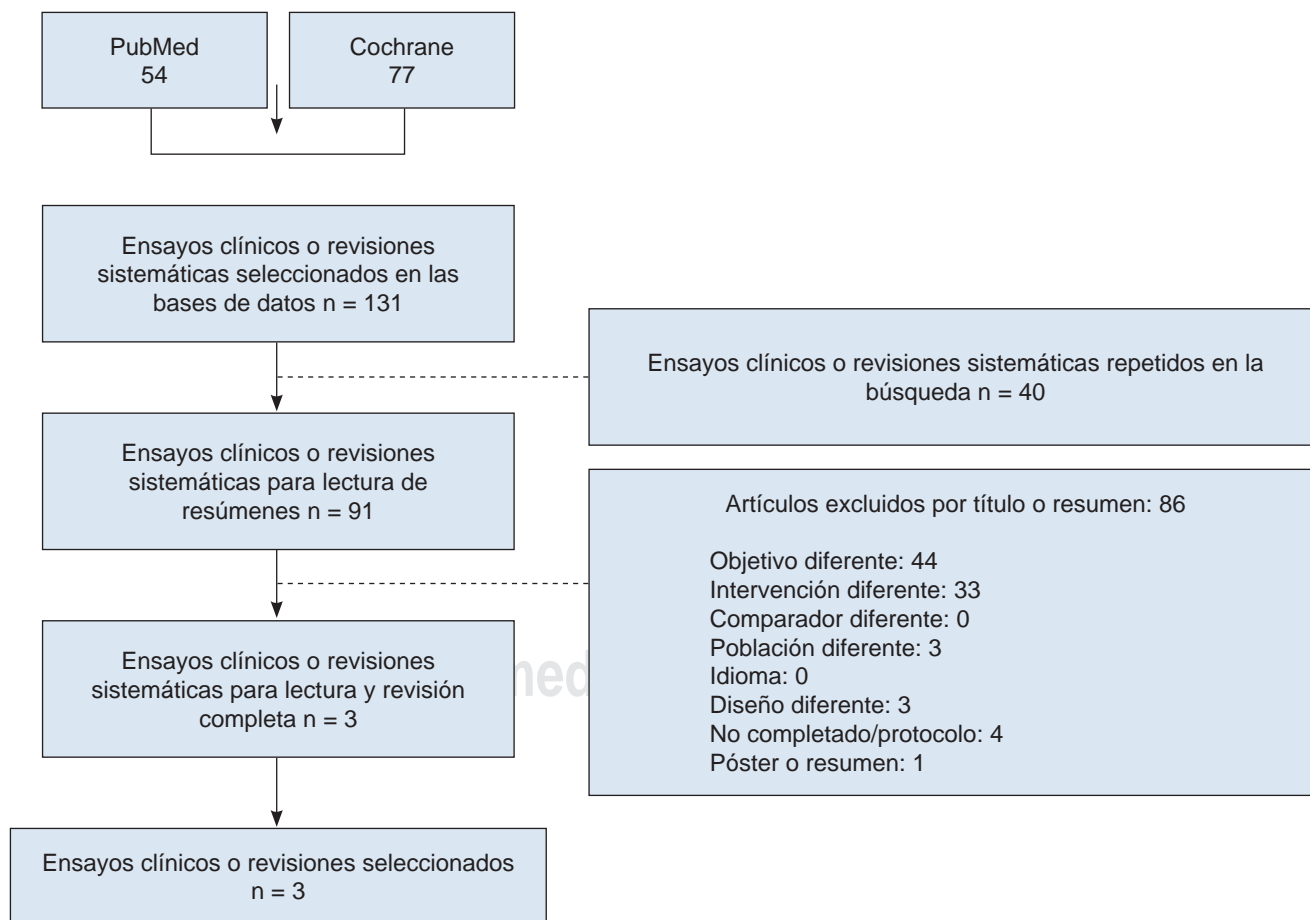 PubMed
54
Cochrane
77
Ensayos clínicos o revisiones
sistemáticas seleccionados en las
bases de datos n = 131
Ensayos clínicos o revisiones sistemáticas repetidos en la
búsqueda n = 40
Ensayos clínicos o revisiones
sistemáticas para lectura de
resúmenes n = 91
Artículos excluidos por título o resumen: 86
Objetivo diferente: 44
Intervención diferente: 33
Comparador diferente: 0
Población diferente: 3
Idioma: 0
Diseño diferente: 3
No completado/protocolo: 4
Póster o resumen: 1
Ensayos clínicos o revisiones
sistemáticas para lectura y revisión
completa n = 3
Ensayos clínicos o revisiones seleccionados
n = 3